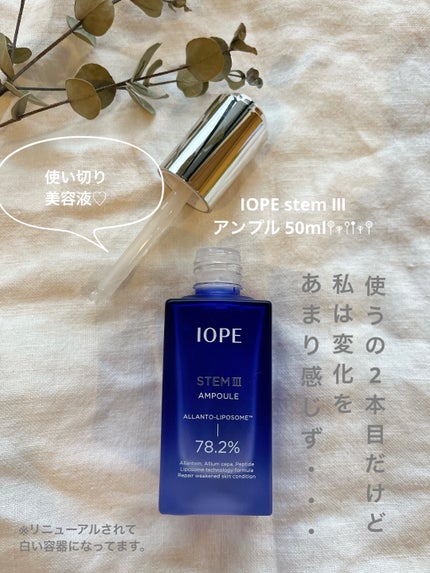 使い切り
美容液♡
IOPE stem Ⅲ
アンプル 50ml
使うの2本目だけど
私は変化を
あまり感じず・・・
IOPE
STEM Ⅲ
AMPOULE
ALLANTO-LIPOSOME™
78.2%
Allantoin, Allium cepa, Peptide
Liposome technology formula
Repair weakened skin condition
※リニューアルされて
白い容器になってます。